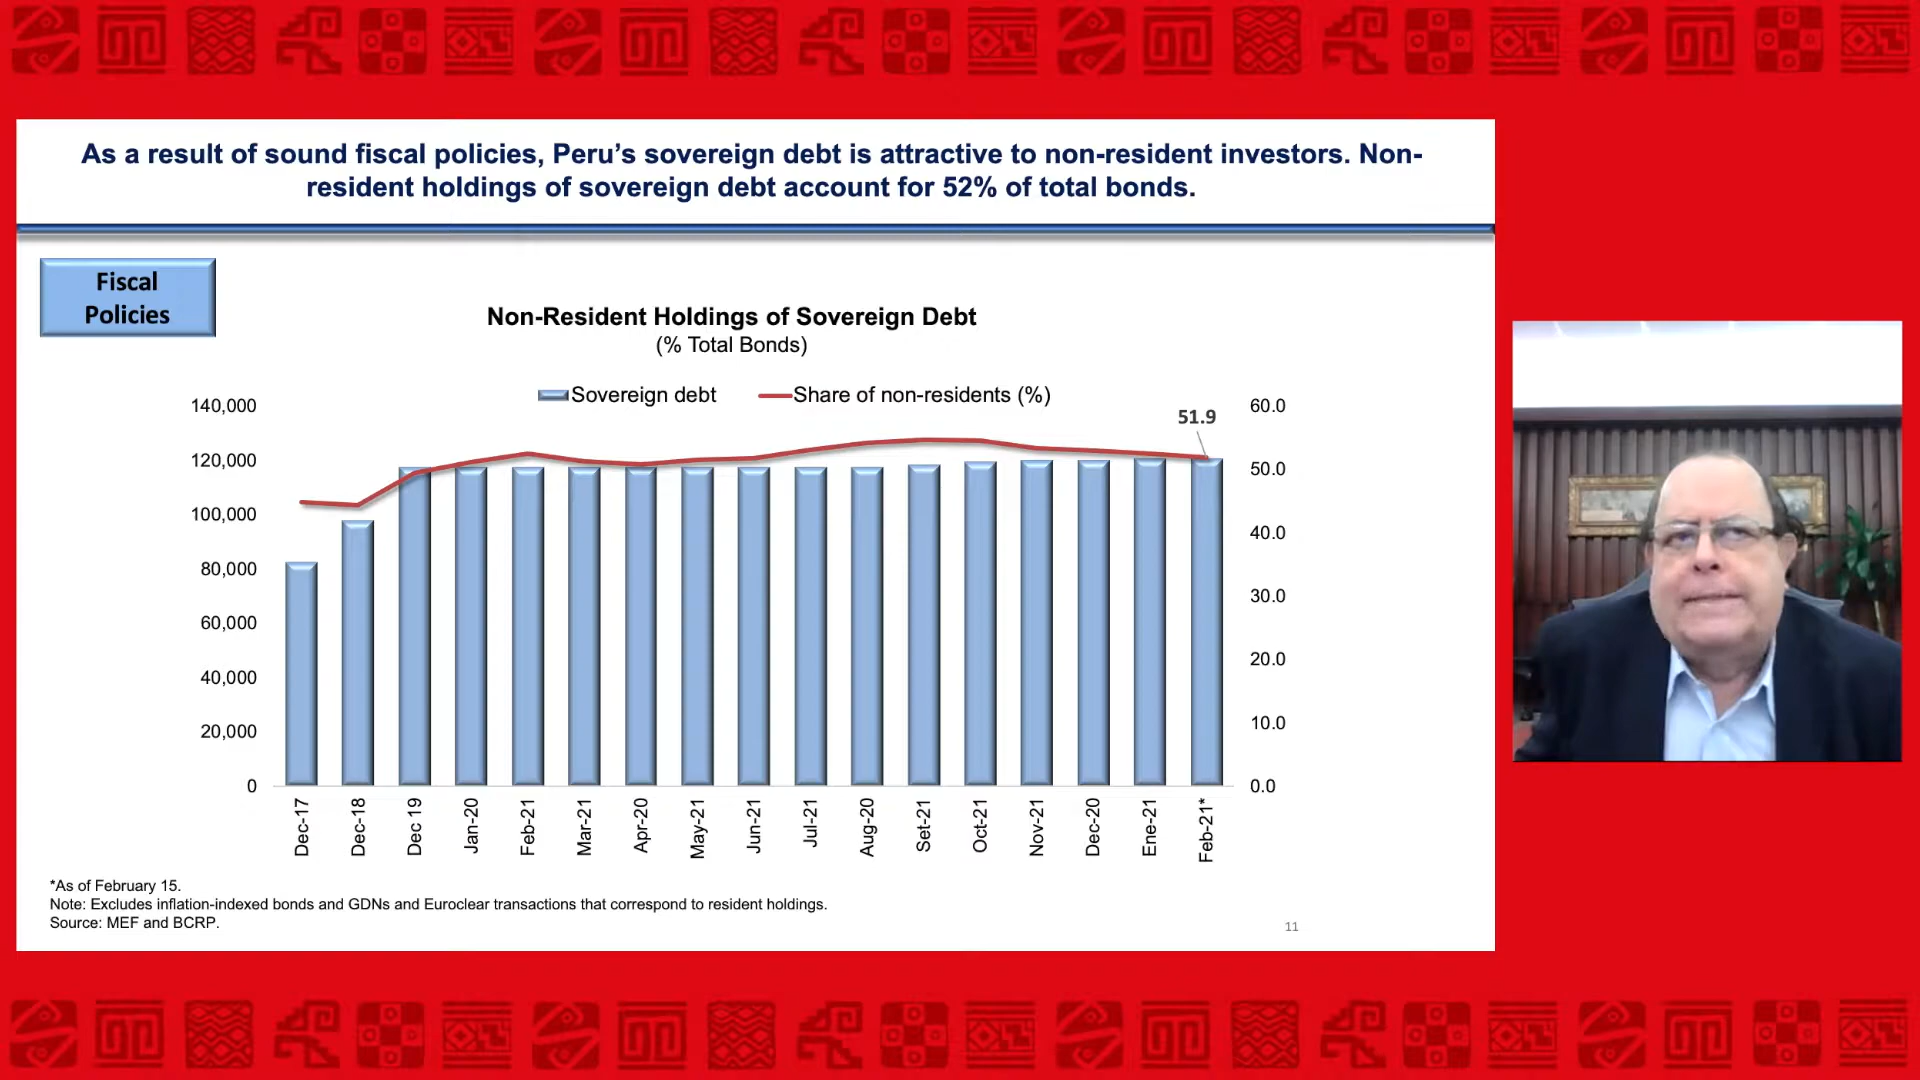 As a result of sound fiscal policies, Peru’s sovereign debt is attractive to non-resident investors. Non-
resident holdings of sovereign debt account for 52% of total bonds.
Fiscal
Policies
Non-Resident Holdings of Sovereign Debt
(% Total Bonds)
Sovereign debt
Share of non-residents (%)
140,000
120,000
100,000
80,000
60,000
40,000
20,000
0
60.0
50.0
40.0
30.0
20.0
10.0
0.0
51.9
Dec-17
Dec-18
Dec 19
Jan-20
Feb-21
Mar-21
Apr-20
May-21
Jun-21
Jul-21
Aug-20
Set-21
Oct-21
Nov-21
Dec-20
Ene-21
Feb-21*
*As of February 15.
Note: Excludes inflation-indexed bonds and GDNs and Euroclear transactions that correspond to resident holdings.
Source: MEF and BCRP.
11